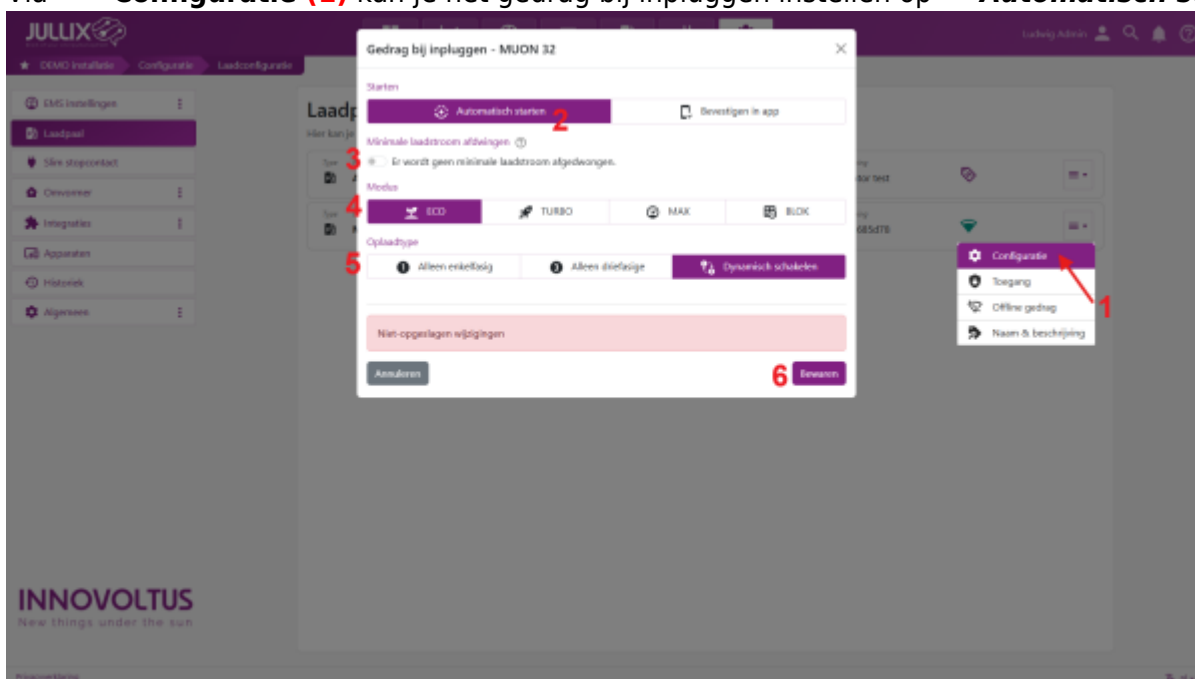 Configuratie (1) kan je het gedrag bij inpluggen instellen op
JULLIX
Ludwig Admin
DEMO installatie Configuratie Laadconfiguratie
Gedrag bij inpluggen - MUON 32
Starten
Automatisch starten
Bevestigen in app
2
Minimale laadstroom afdwingen
3
Er wordt geen minimale laadstroom afgedwongen.
Modus
4
ECO
TURBO
MAX
BLOK
Oplaadtype
5
Alleen enkelfasig
Alleen driefasige
Dynamisch schakelen
Niet-opgeslagen wijzigingen
Annuleren
6
Bewaren
EMS instellingen
Laadpaal
Slim stopcontact
Omvormer
Integraties
Apparaten
Historiek
Algemeen
Hier kan je
Configuratie
Toegang
Offline gedrag
Naam & beschrijving
1
INNOVOLTUS
New things under the sun